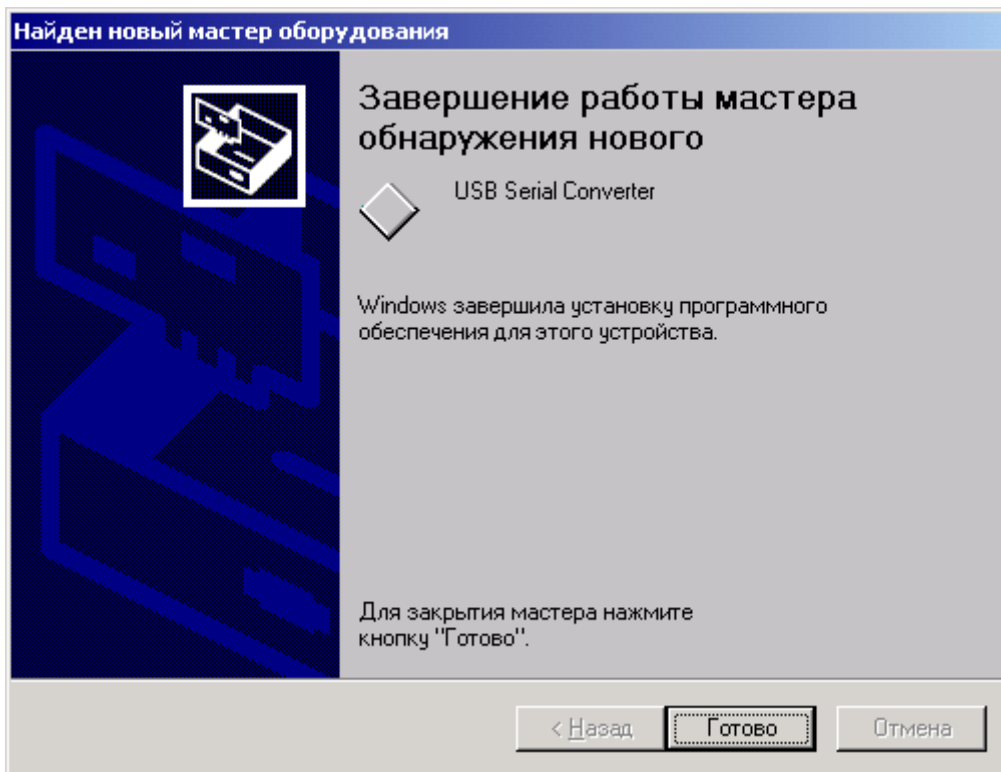 Найден новый мастер оборудования
Завершение работы мастера
обнаружения нового
USB Serial Converter
Windows завершила установку программного
обеспечения для этого устройства.
Для закрытия мастера нажмите
кнопку "Готово".
< Назад
Готово
Отмена